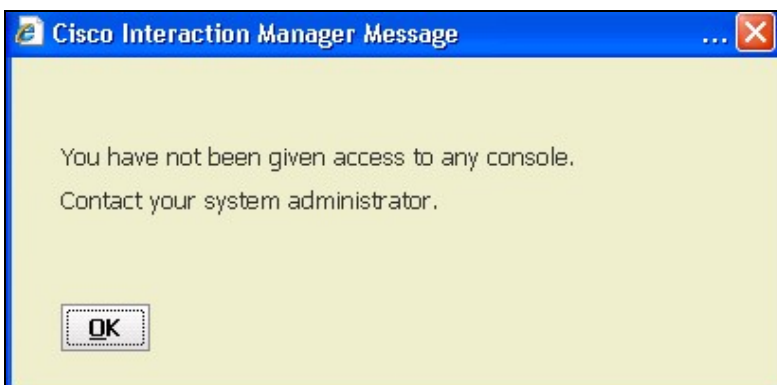 Cisco Interaction Manager Message ...
You have not been given access to any console.
Contact your system administrator.
OK